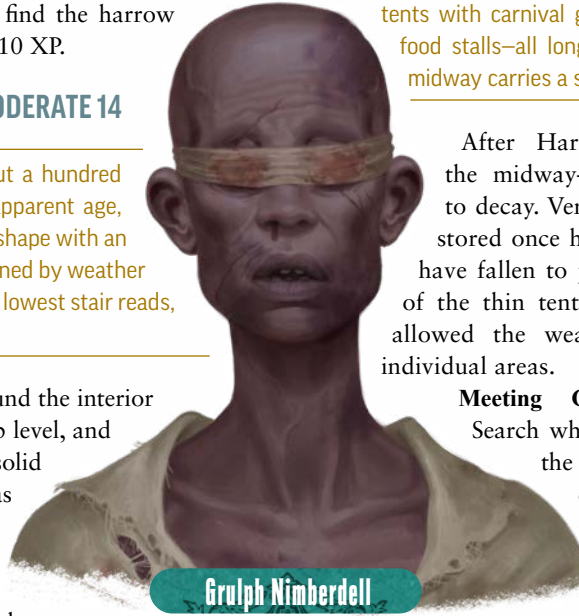 find the harrow
10 XP.
MODERATE 14
ut a hundred
pparent age,
shape with an
ned by weather
lowest stair reads,
und the interior
level, and
solid
tents with carnival
food stalls—all long
midway carries a
After Har
the midway-
to decay. Ver
stored once h
have fallen to
of the thin tent
allowed the wea
individual areas.
Meeting
Search wh
the
Grulph Nimberdell